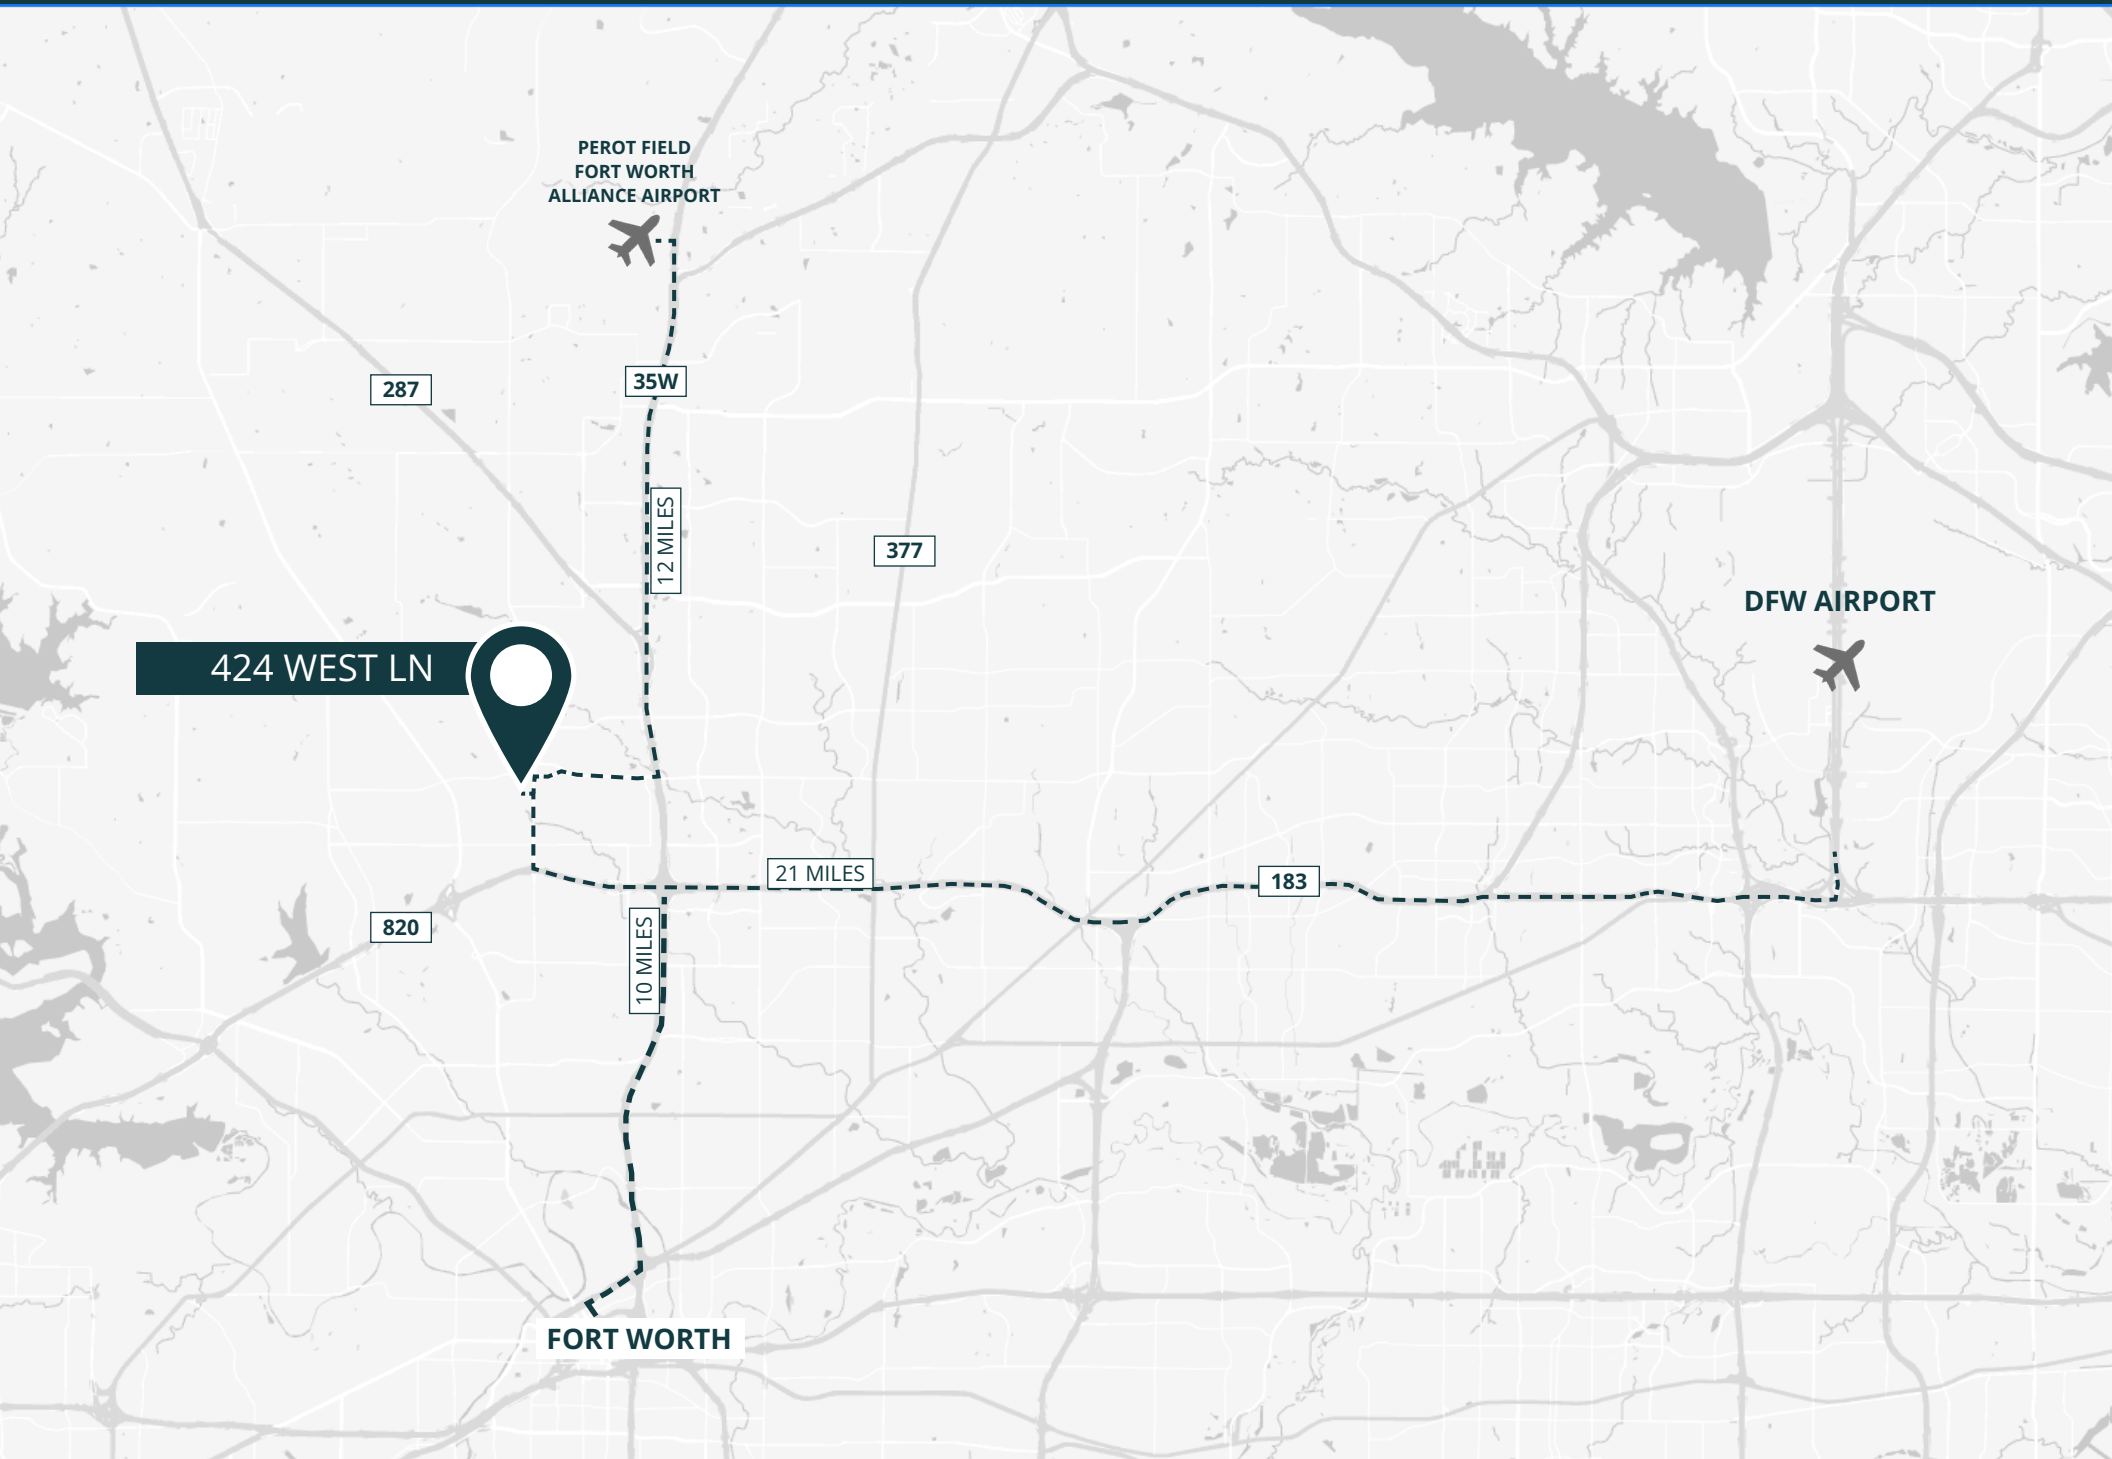 PEROT FIELD
FORT WORTH
ALLIANCE AIRPORT
287
35W
12 MILES
377
DFW AIRPORT
424 WEST LN
21 MILES
183
820
10 MILES
FORT WORTH